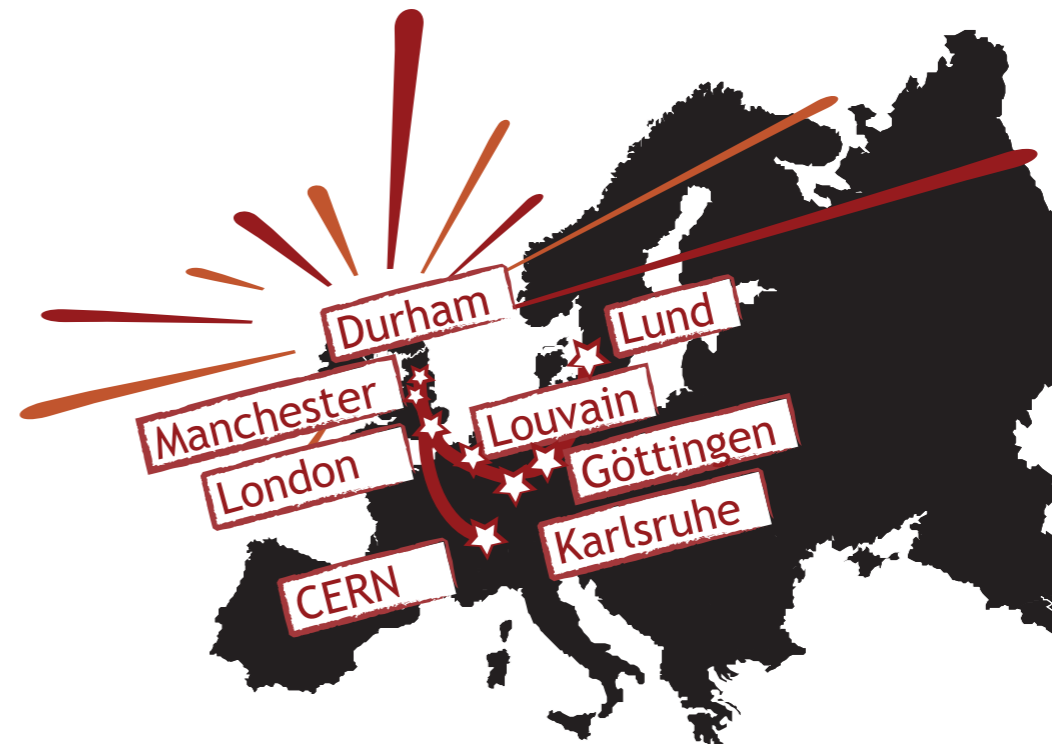 Durham
Lund
Manchester
Louvain
London
Göttingen
Karlsruhe
CERN